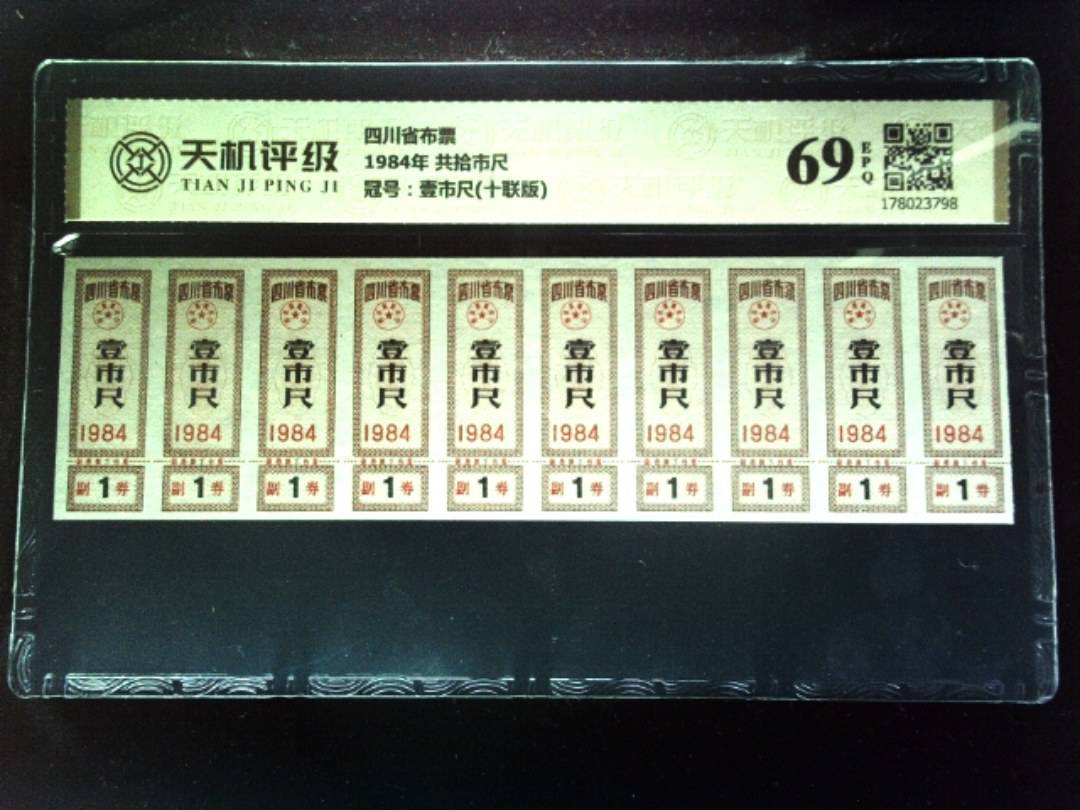 天机评级
TIAN JI PING JI
四川省布票
1984年 共拾市尺
冠号：壹市尺(十联版)
69
EPQ
178023798
四川省布票 四川省布票 四川省布票 四川省布票 四川省布票 四川省布票 四川省布票 四川省布票 四川省布票 四川省布票
壹市尺 壹市尺 壹市尺 壹市尺 壹市尺 壹市尺 壹市尺 壹市尺 壹市尺 壹市尺
1984 1984 1984 1984 1984 1984 1984 1984 1984 1984
副1券 副1券 副1券 副1券 副1券 副1券 副1券 副1券 副1券 副1券